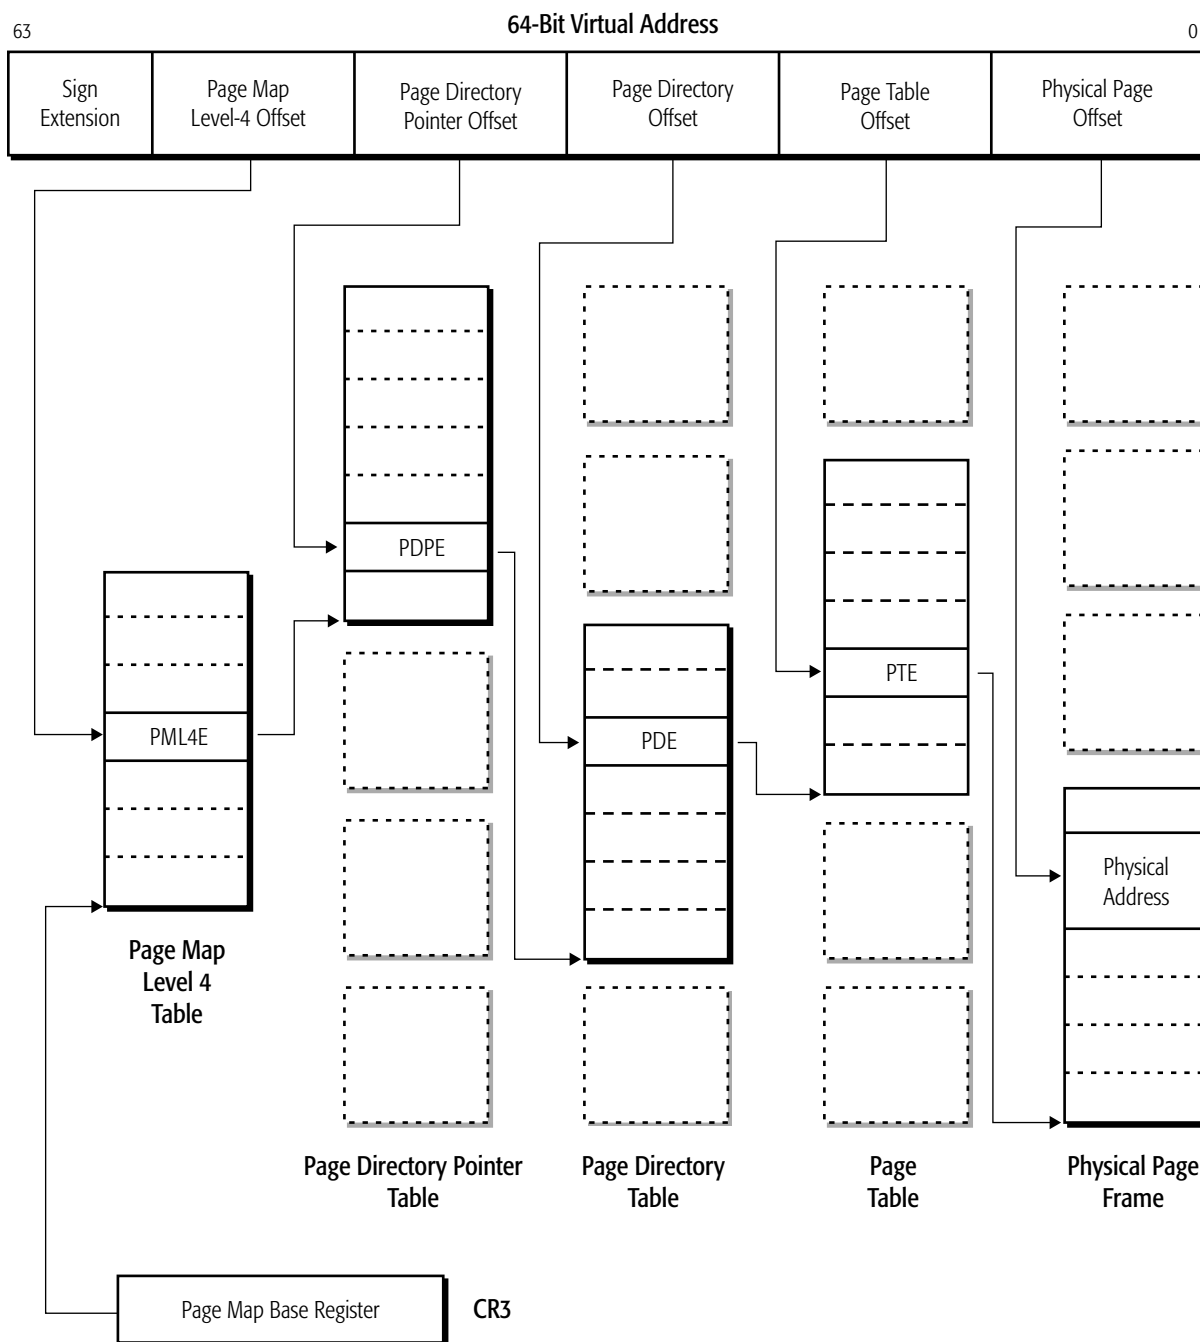 64-Bit Virtual Address
63
0
Sign
Extension
Page Map
Level-4 Offset
Page Directory
Pointer Offset
Page Directory
Offset
Page Table
Offset
Physical Page
Offset
PDPE
PTE
PML4E
PDE
Physical
Address
Page Map
Level 4
Table
Page Directory Pointer
Table
Page Directory
Table
Page
Table
Physical Page
Frame
Page Map Base Register
CR3